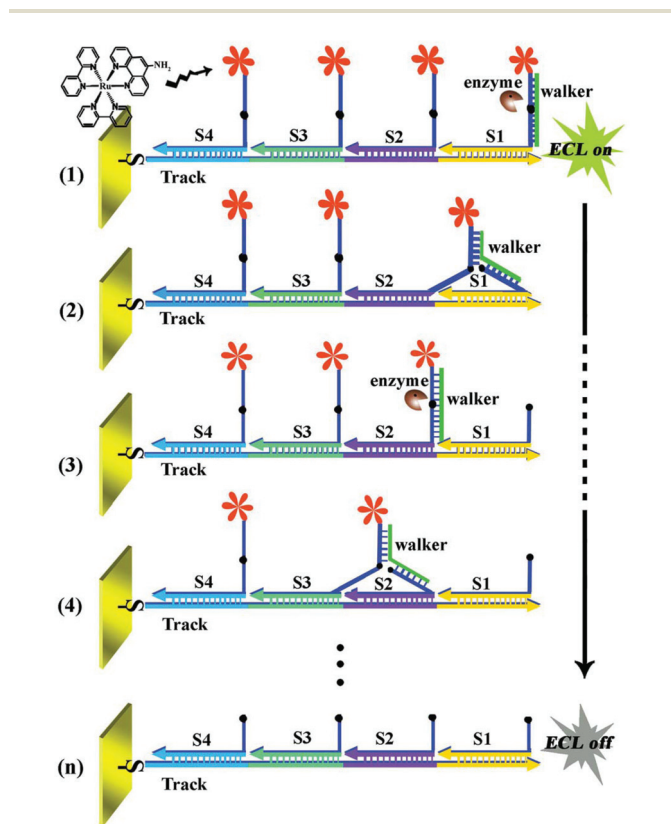 NH₂
N N
N Ru N
N N
enzyme
walker
S4 S3 S2 S1
ECL on
(1)
S
Track
walker
S4 S3 S2 S1
(2)
S
Track
enzyme
walker
S4 S3 S2 S1
(3)
S
Track
walker
S4 S3 S2 S1
(4)
S
Track
S4 S3 S2 S1
ECL off
(n)
S
Track